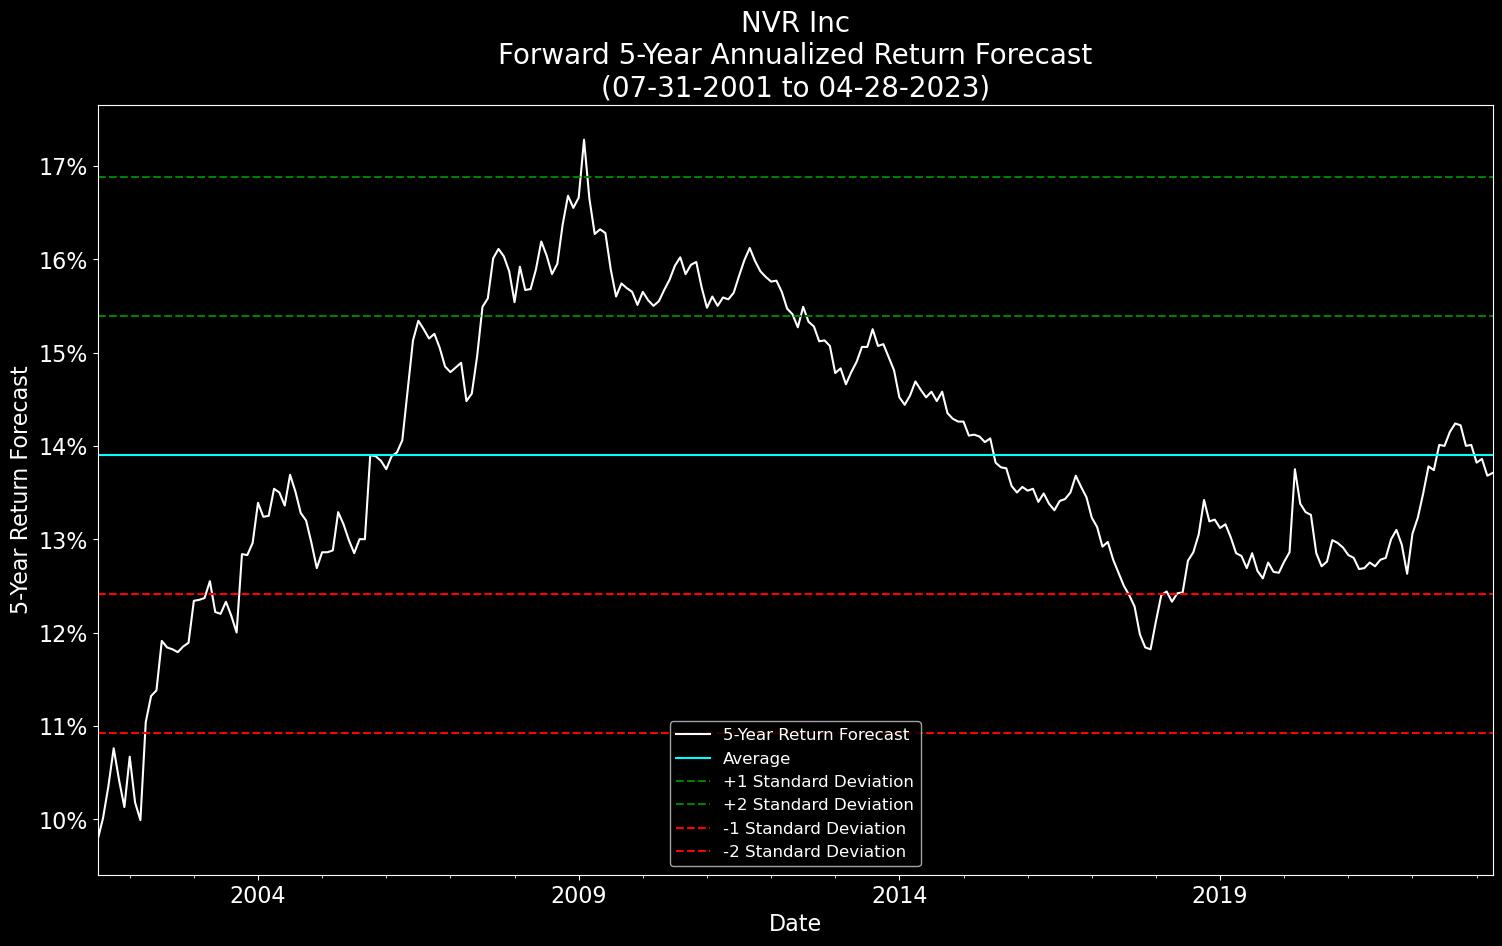 NVR Inc
Forward 5-Year Annualized Return Forecast
(07-31-2001 to 04-28-2023)
5-Year Return Forecast
17%
16%
15%
14%
13%
12%
11%
10%
5-Year Return Forecast
Average
+1 Standard Deviation
+2 Standard Deviation
-1 Standard Deviation
-2 Standard Deviation
2004
2009
2014
2019
Date